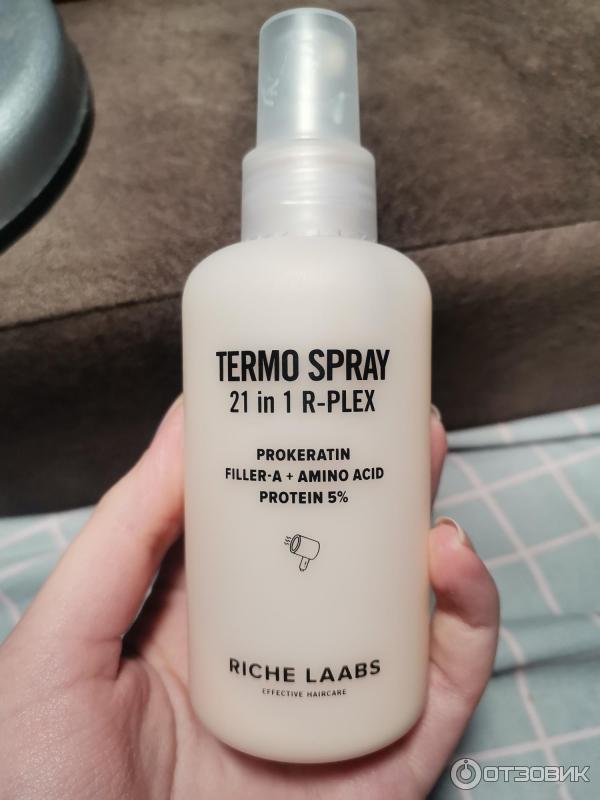 TERMO SPRAY
21 in 1 R-PLEX
PROKERATIN
FILLER-A + AMINO ACID
PROTEIN 5%
RICHE LAABS
EFFECTIVE HAIRCARE
ОТЗОВИК